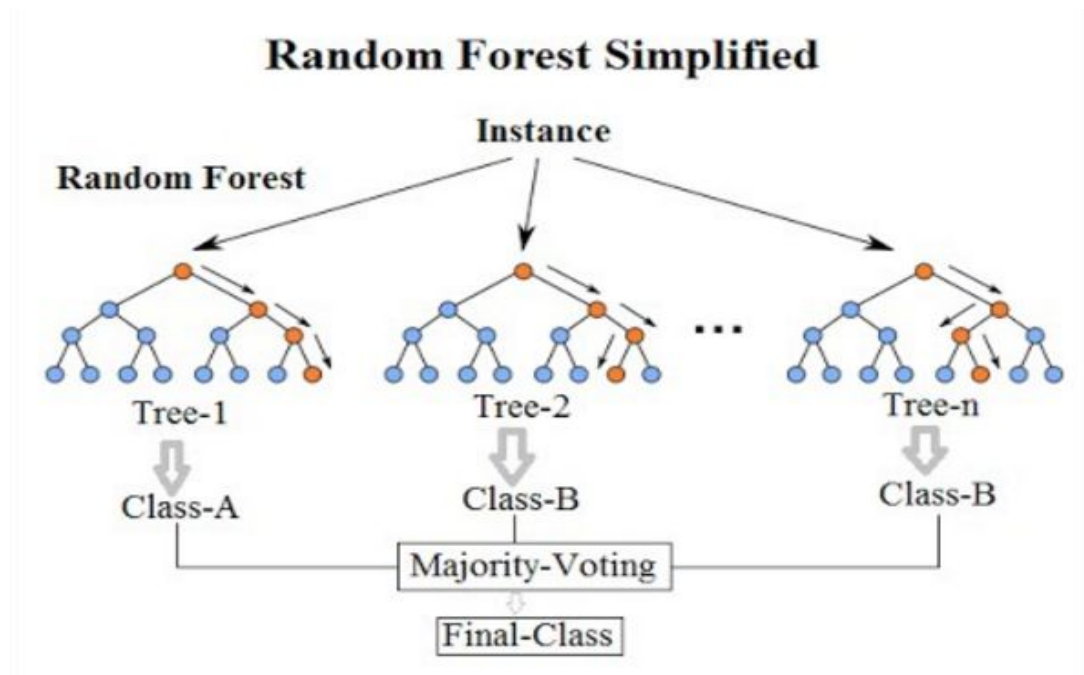 Random Forest Simplified
Instance
Random Forest
...
Tree-1
Tree-2
Tree-n
Class-A
Class-B
Class-B
Majority-Voting
Final-Class